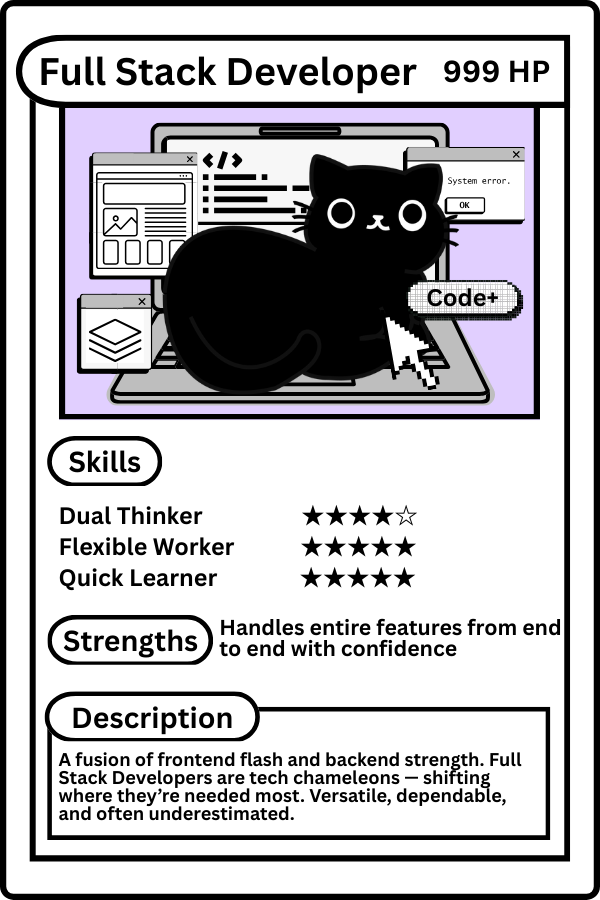 Full Stack Developer 999 HP
</>
System error.
OK
Code+
Skills
Dual Thinker ★★★★☆
Flexible Worker ★★★★★
Quick Learner ★★★★★
Strengths
Handles entire features from end
to end with confidence
Description
A fusion of frontend flash and backend strength. Full
Stack Developers are tech chameleons — shifting
where they’re needed most. Versatile, dependable,
and often underestimated.